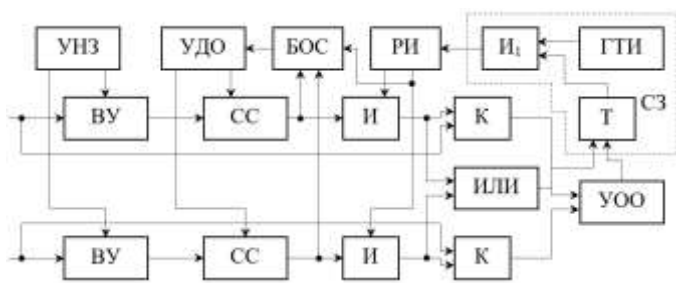 УНЗ УДО БОС РИ И₁ ГТИ
ВУ СС И К Т СЗ
ИЛИ УОО
ВУ СС И К